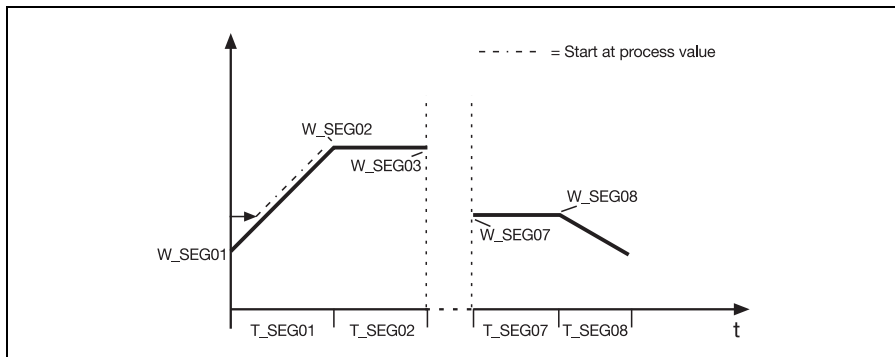 = Start at process value
W_SEG02
W_SEG03
W_SEG08
W_SEG07
W_SEG01
T_SEG01 T_SEG02 T_SEG07 T_SEG08 t